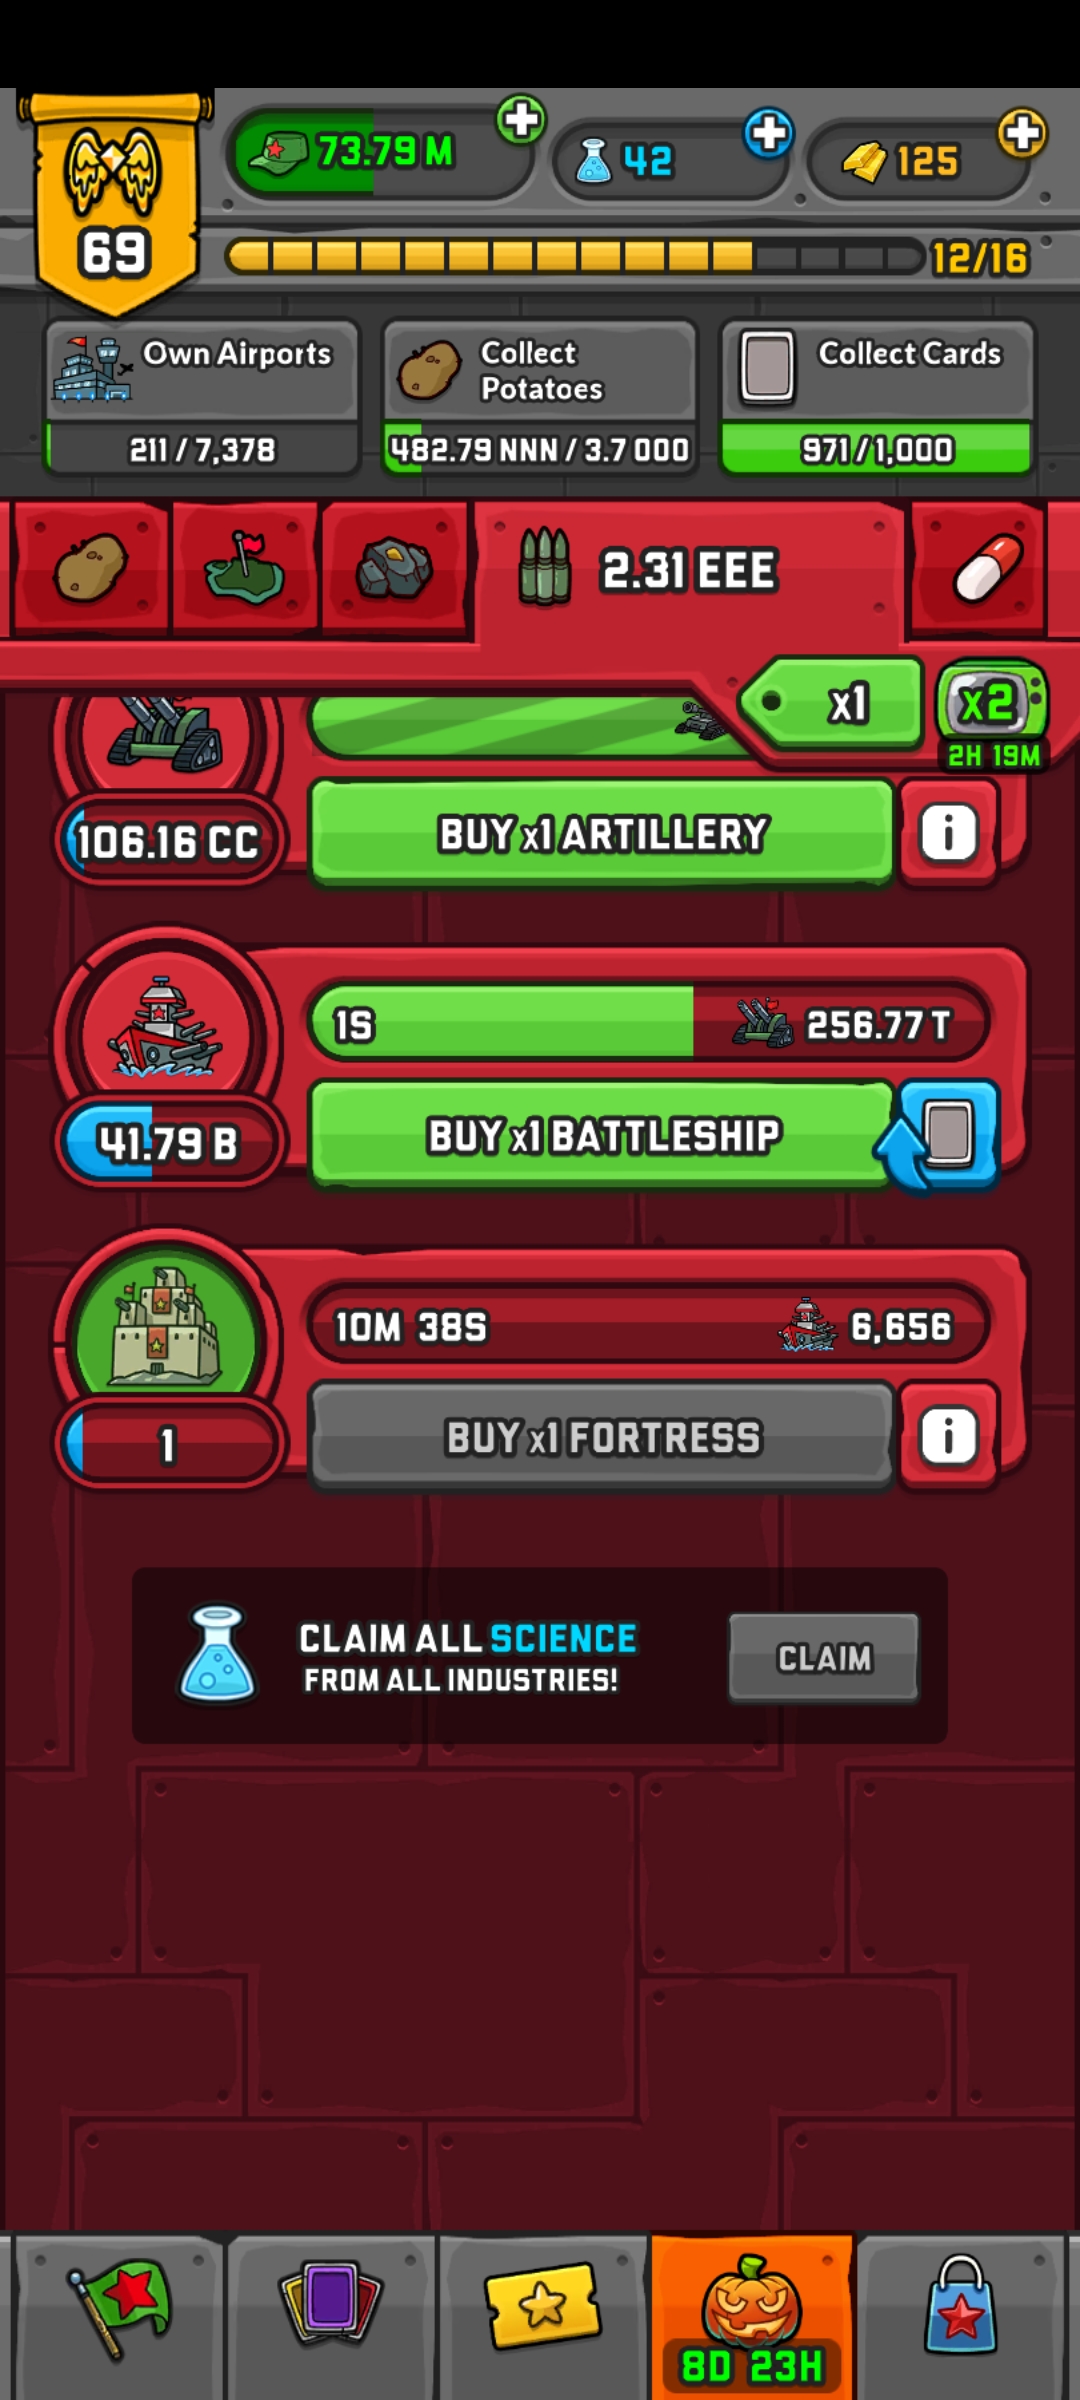 69
73.79 M
42
125
12/16
Own Airports
211 / 7,378
Collect
Potatoes
482.79 NNN / 3.7 OOO
Collect Cards
971 / 1,000
2.31 EEE
x1
x2
2H 19M
106.16 CC
BUY x1 ARTILLERY
1S
256.77 T
41.79 B
BUY x1 BATTLESHIP
10M 38S
6,656
1
BUY x1 FORTRESS
i
i
CLAIM ALL SCIENCE
FROM ALL INDUSTRIES!
CLAIM
8D 23H